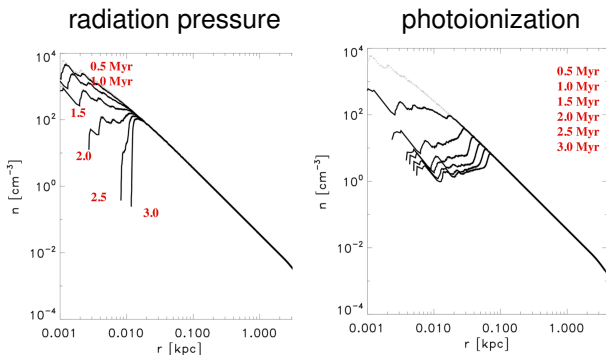 radiation pressure
10^4
10^2
10^0
10^-2
10^-4
n [cm^-3]
0.5 Myr
1.0 Myr
1.5
2.0
2.5
3.0
0.001 0.010 0.100 1.000
r [kpc]
photoionization
10^4
10^2
10^0
10^-2
10^-4
n [cm^-3]
0.5 Myr
1.0 Myr
1.5 Myr
2.0 Myr
2.5 Myr
3.0 Myr
0.001 0.010 0.100 1.000
r [kpc]